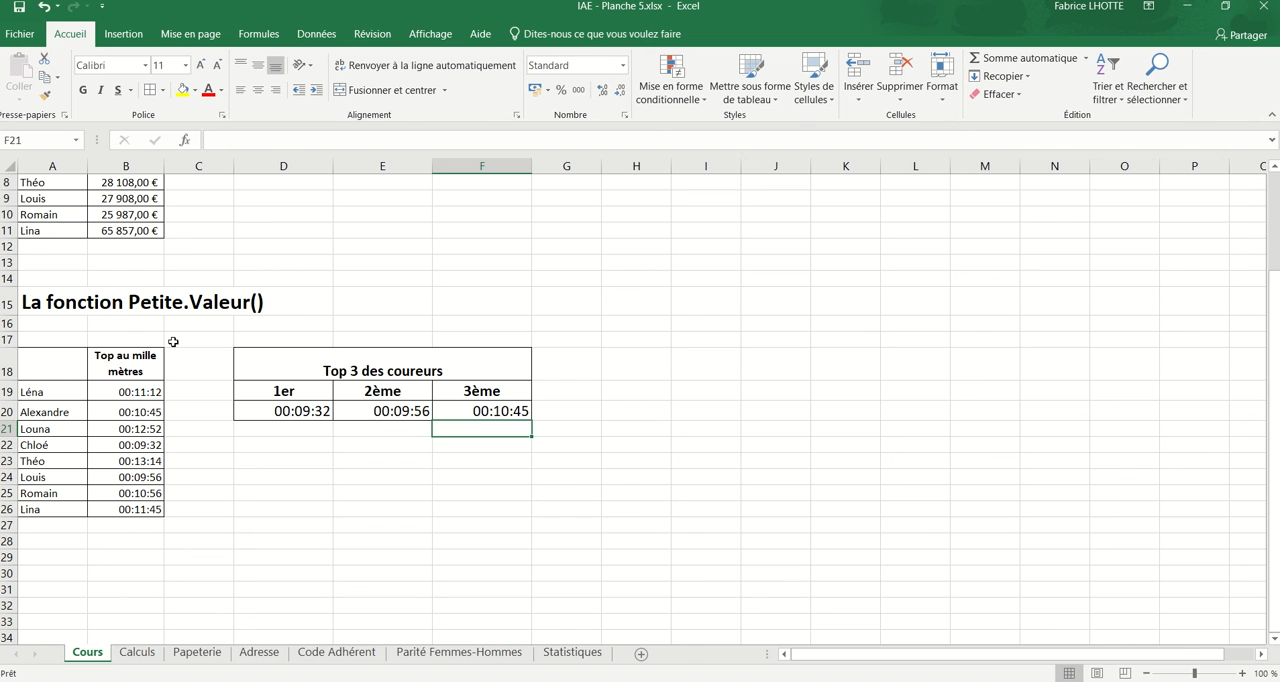 IAE - Planche 5.xlsx - Excel
Fabrice LHOTTE
Fichier Accueil Insertion Mise en page Formules Données Révision Affichage Aide Dites-nous ce que vous voulez faire Partager
Coller
Calibri 11
G I S
Renvoyer à la ligne automatiquement
Fusionner et centrer
Standard
% 000
Mise en forme conditionnelle
Mettre sous forme de tableau
Styles de cellules
Insérer Supprimer Format
Somme automatique
Recopier
Effacer
Trier et filtrer
Rechercher et sélectionner
Presse-papiers Police Alignement Nombre Styles Cellules Édition
F21 fx
A B C D E F G H I J K L M N O P
8 Théo 28 108,00 €
9 Louis 27 908,00 €
10 Romain 25 987,00 €
11 Lina 65 857,00 €
12
13
14
15 La fonction Petite.Valeur()
16
17
18 Top au mille mètres Top 3 des coureurs
19 Léna 00:11:12 1er 2ème 3ème
20 Alexandre 00:10:45 00:09:32 00:09:56 00:10:45
21 Louna 00:12:52
22 Chloé 00:09:32
23 Théo 00:13:14
24 Louis 00:09:56
25 Romain 00:10:56
26 Lina 00:11:45
27
28
29
30
31
32
33
34
Cours Calculs Papeterie Adresse Code Adhérent Parité Femmes-Hommes Statistiques
Prêt
100 %